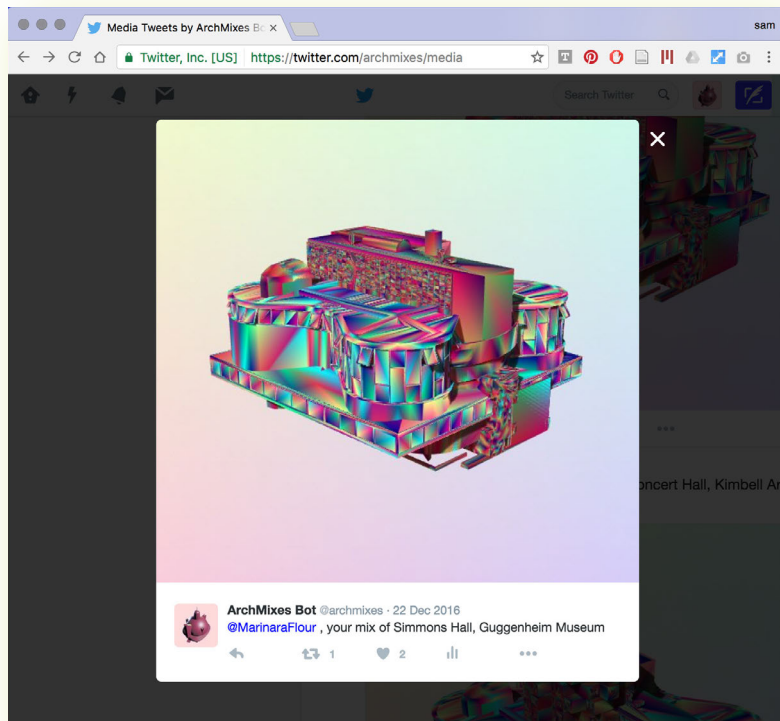 Media Tweets by ArchMixes Bo
sam
Twitter, Inc. [US] https://twitter.com/archmixes/media
Search Twitter
oncert Hall, Kimbell Ar
ArchMixes Bot @archmixes · 22 Dec 2016
@MarinaraFlour , your mix of Simmons Hall, Guggenheim Museum
1 2